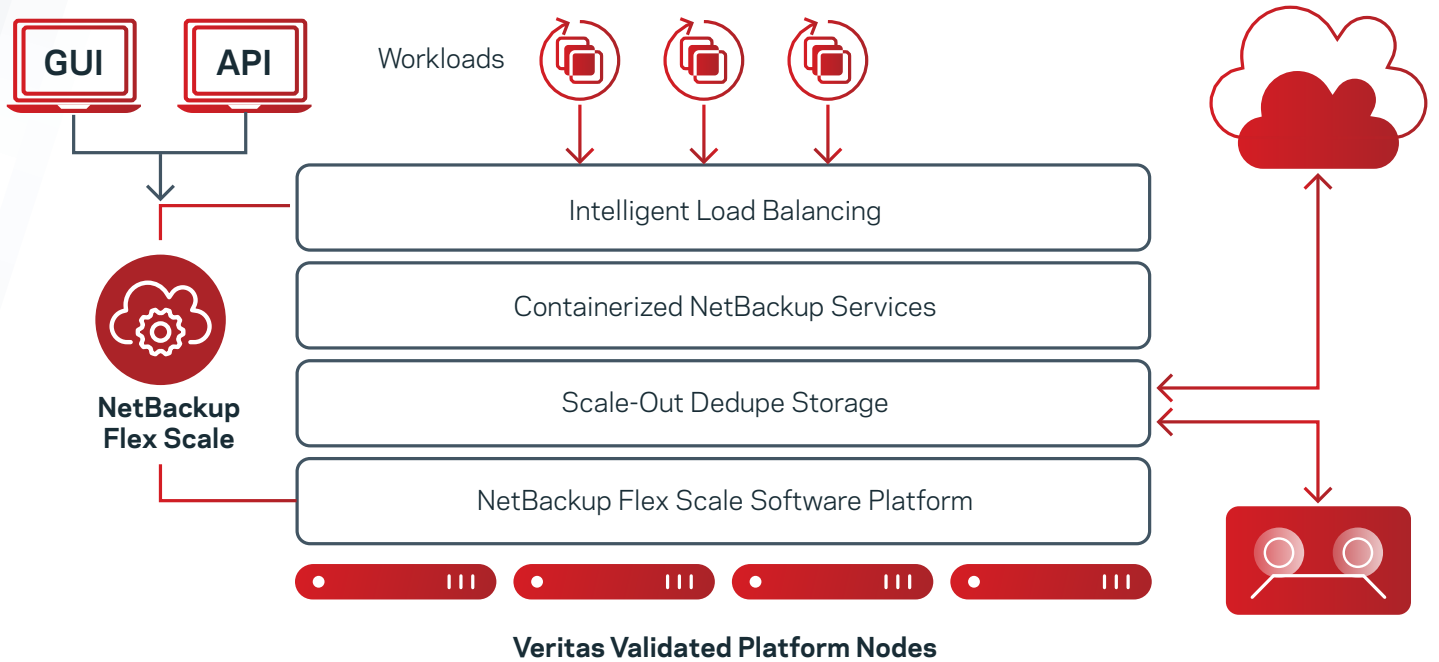 GUI
API
Workloads
Intelligent Load Balancing
Containerized NetBackup Services
Scale-Out Dedupe Storage
NetBackup
Flex Scale
NetBackup Flex Scale Software Platform
Veritas Validated Platform Nodes